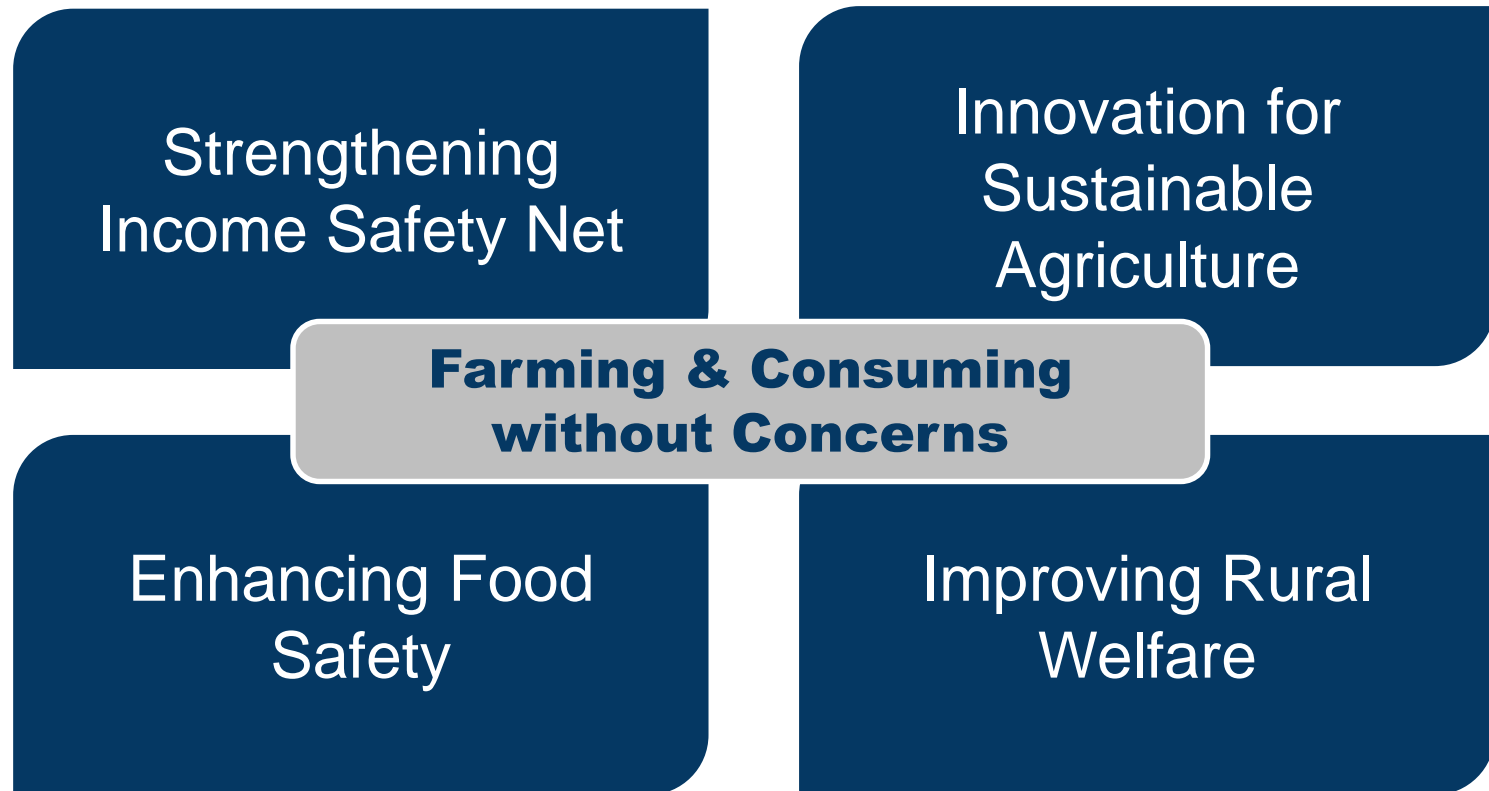 Strengthening
Income Safety Net
Innovation for
Sustainable
Agriculture
Farming & Consuming
without Concerns
Enhancing Food
Safety
Improving Rural
Welfare